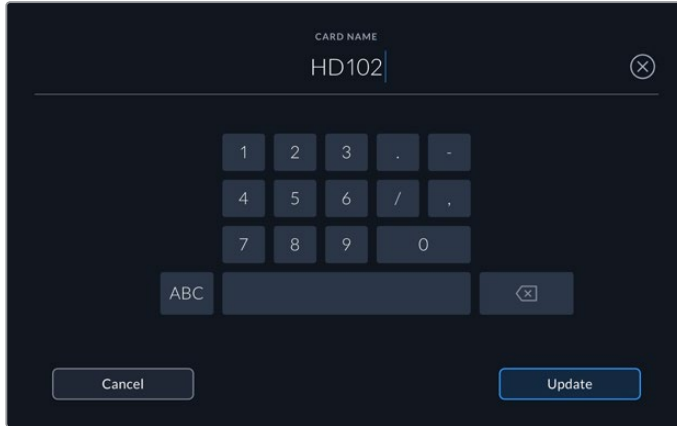 CARD NAME
HD102
1 2 3 . -
4 5 6 / ,
7 8 9 0
ABC
Cancel Update